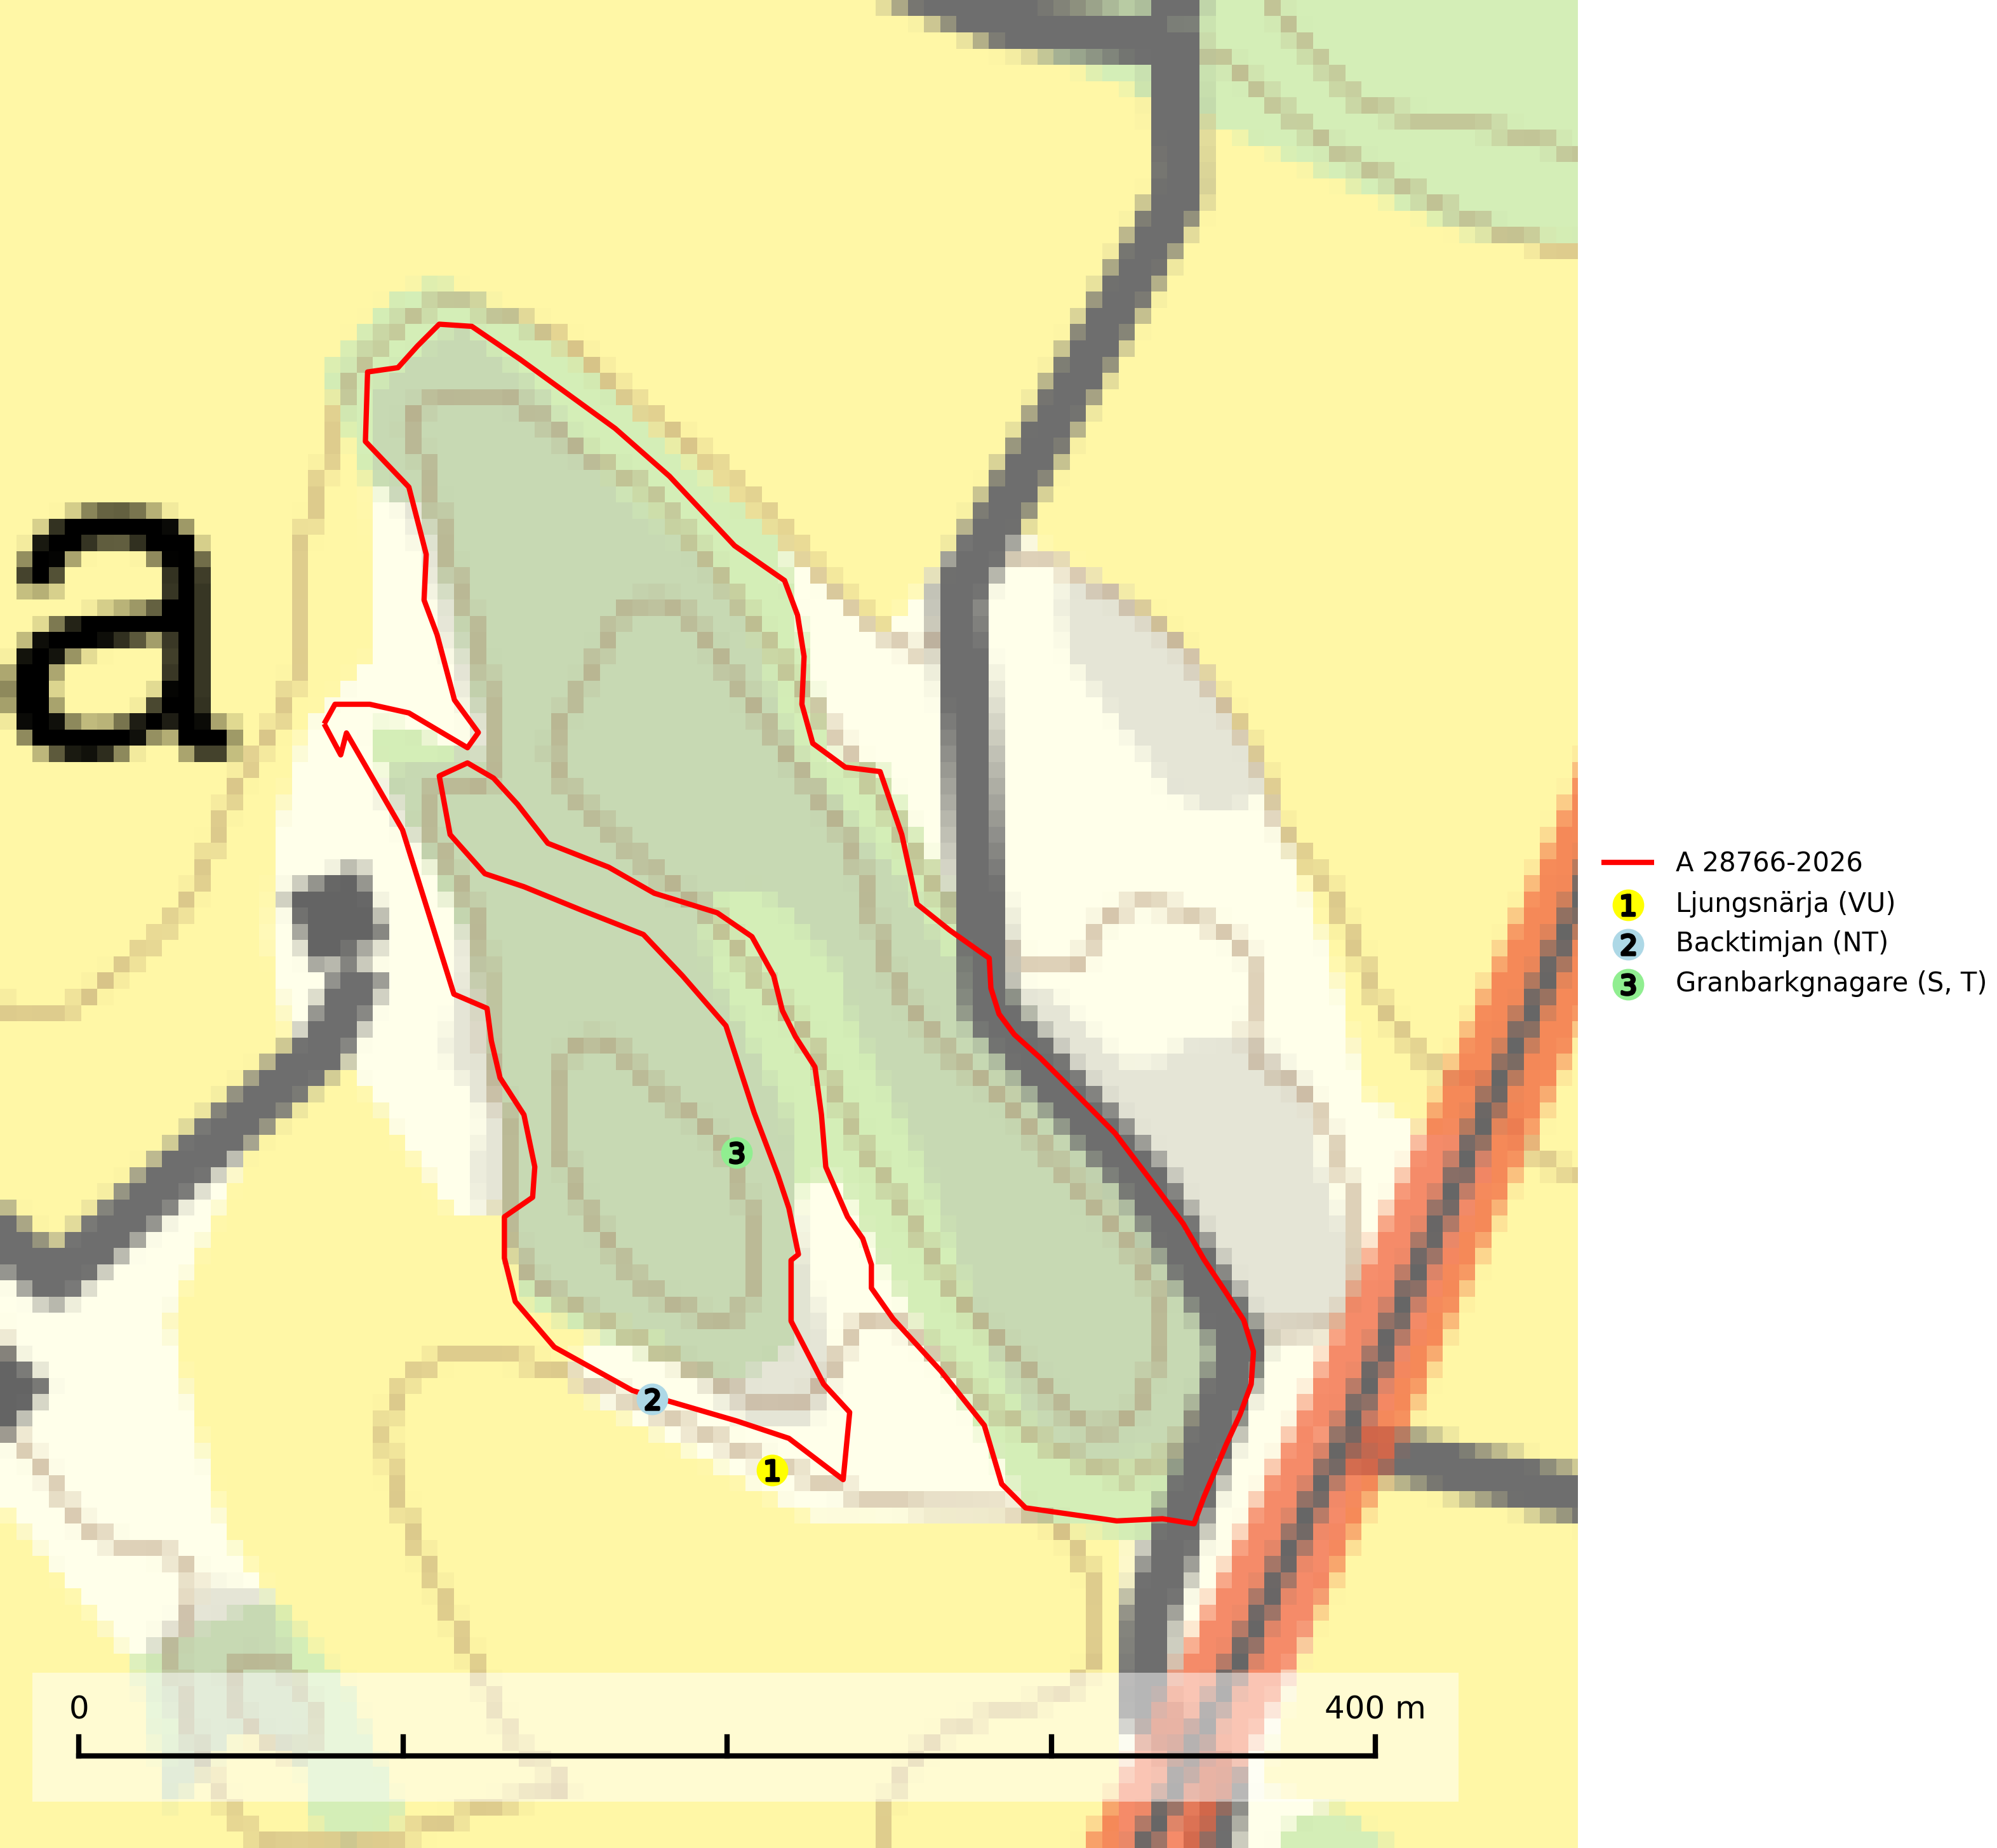 a
A 28766-2026
1 Ljungsnärja (VU)
2 Backtimjan (NT)
3 Granbarkgnagare (S, T)
3
2
1
0 400 m